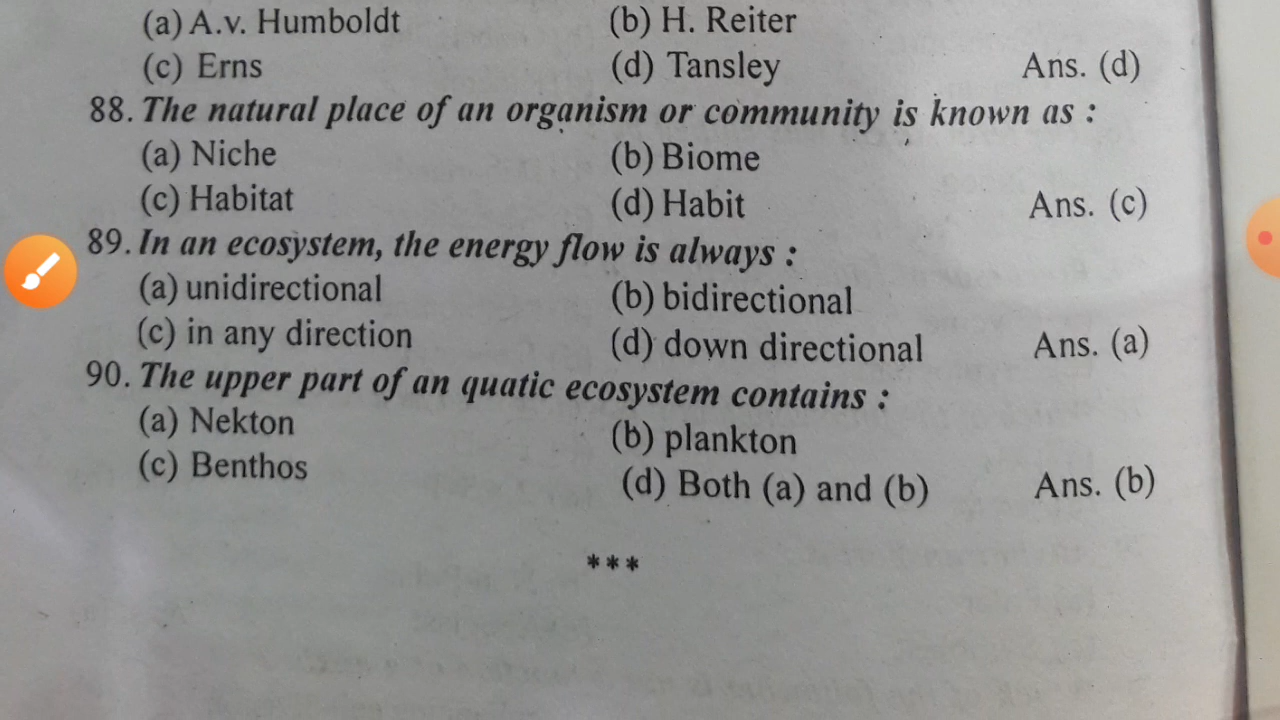 (a) A.v. Humboldt (b) H. Reiter
(c) Erns (d) Tansley Ans. (d)
88. The natural place of an organism or community is known as :
(a) Niche (b) Biome
(c) Habitat (d) Habit Ans. (c)
89. In an ecosystem, the energy flow is always :
(a) unidirectional (b) bidirectional
(c) in any direction (d) down directional Ans. (a)
90. The upper part of an quatic ecosystem contains :
(a) Nekton (b) plankton
(c) Benthos (d) Both (a) and (b) Ans. (b)
***